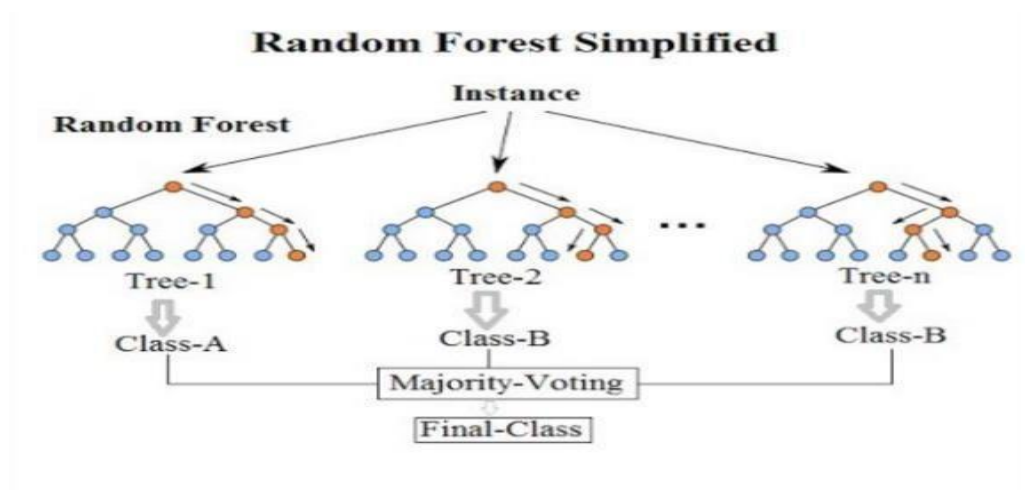 Random Forest Simplified
Instance
Random Forest
...
Tree-1
Tree-2
Tree-n
Class-A
Class-B
Class-B
Majority-Voting
Final-Class